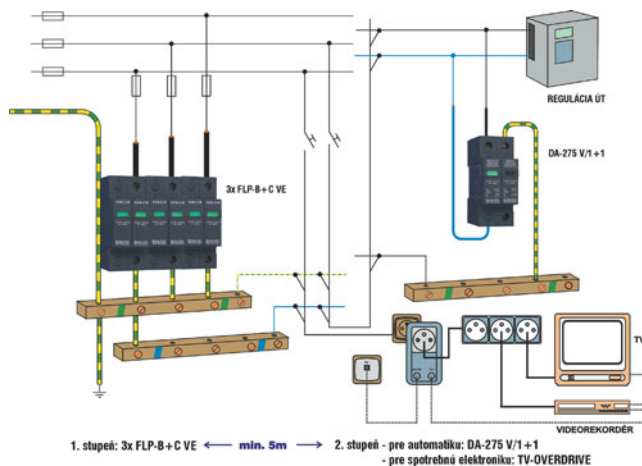 REGULÁCIA ÚT
DA-275 V/1+1
3x FLP-B+C VE
TV
VIDEOREKORDÉR
1. stupeň: 3x FLP-B+C VE
min. 5m
2. stupeň - pre automatiku: DA-275 V/1+1
- pre spotrebnú elektroniku: TV-OVERDRIVE